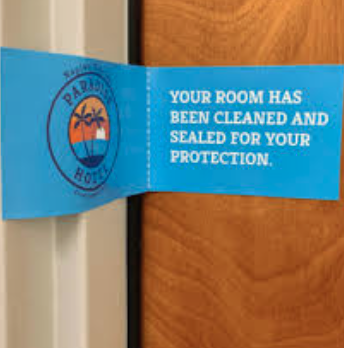 PARADISE
HOTEL
YOUR ROOM HAS
BEEN CLEANED AND
SEALED FOR YOUR
PROTECTION.